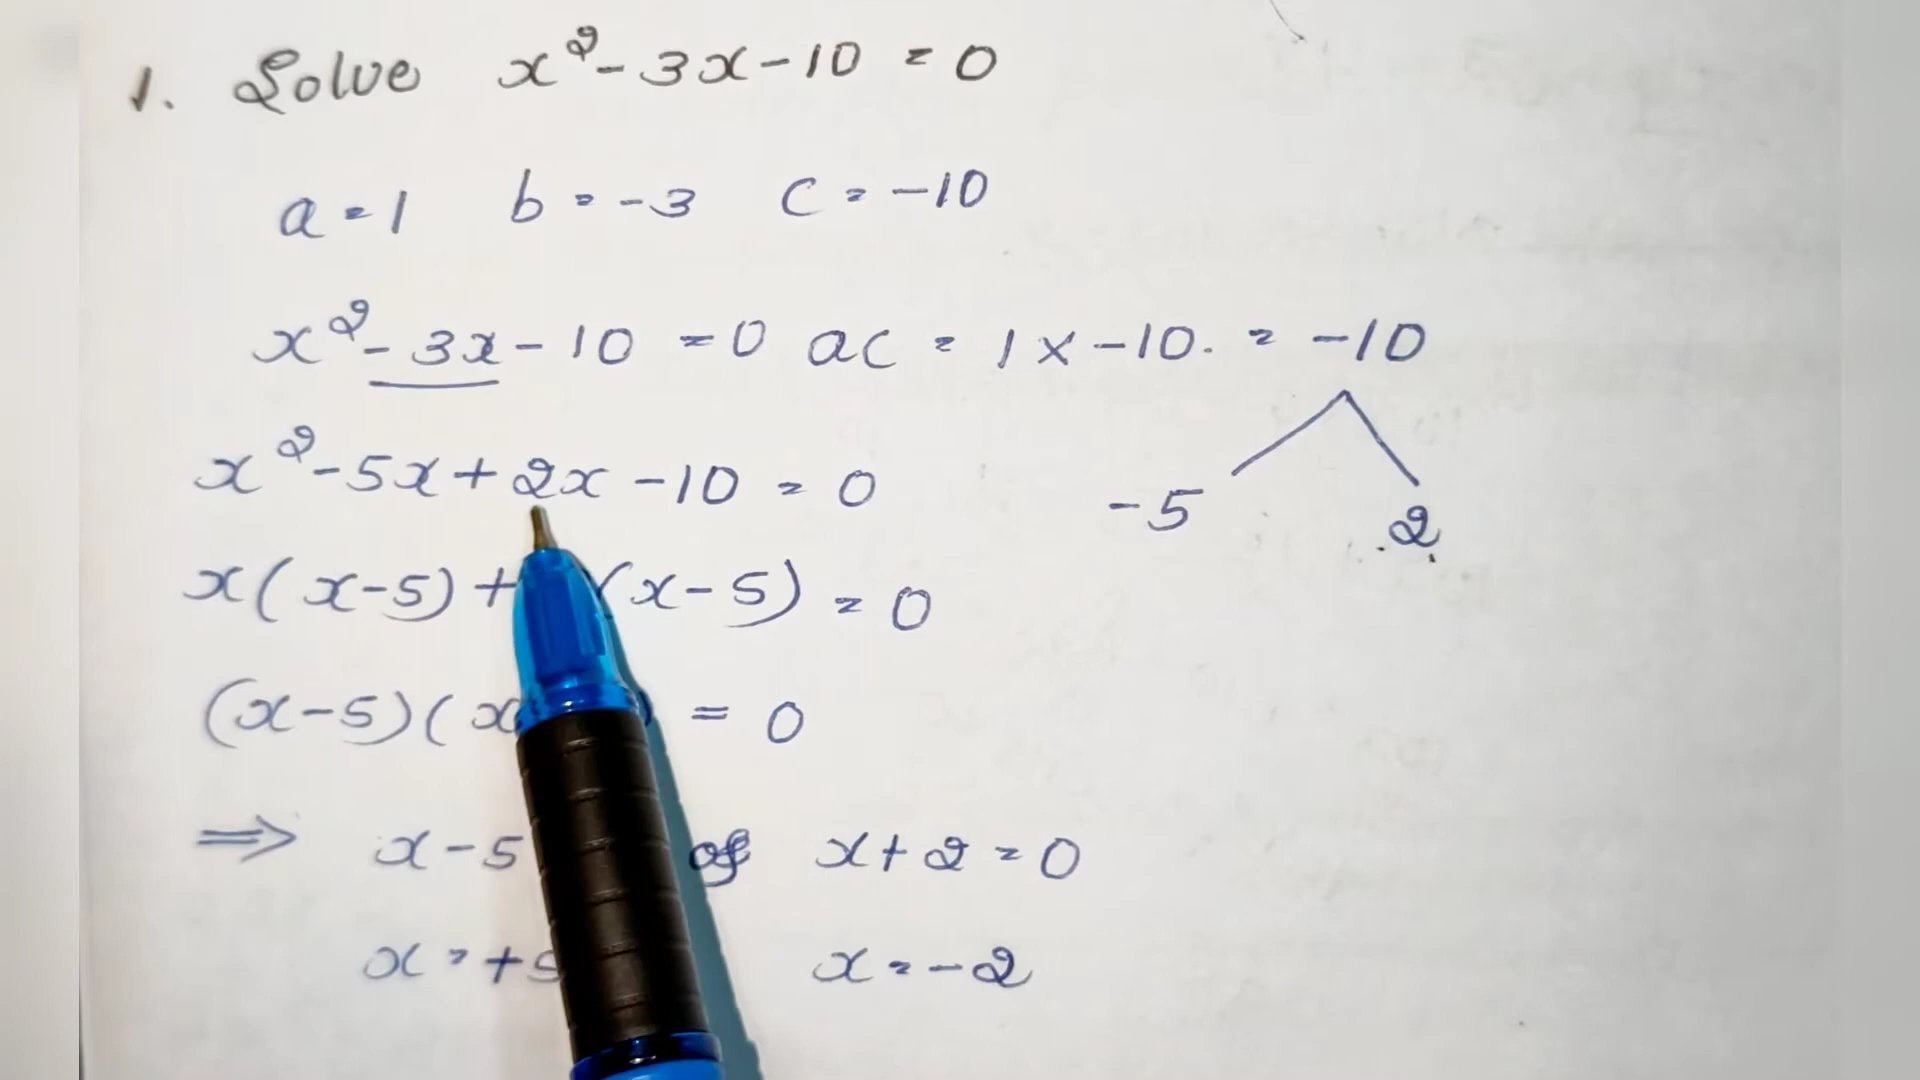 1. Solve x² - 3x - 10 = 0
a = 1 b = -3 c = -10
x² - 3x - 10 = 0 ac = 1 x -10. = -10
x² - 5x + 2x - 10 = 0 -5 2
x(x-5) + (x-5) = 0
(x-5)(x ) = 0
⇒ x-5 or x+2 = 0
x = +5 x = -2